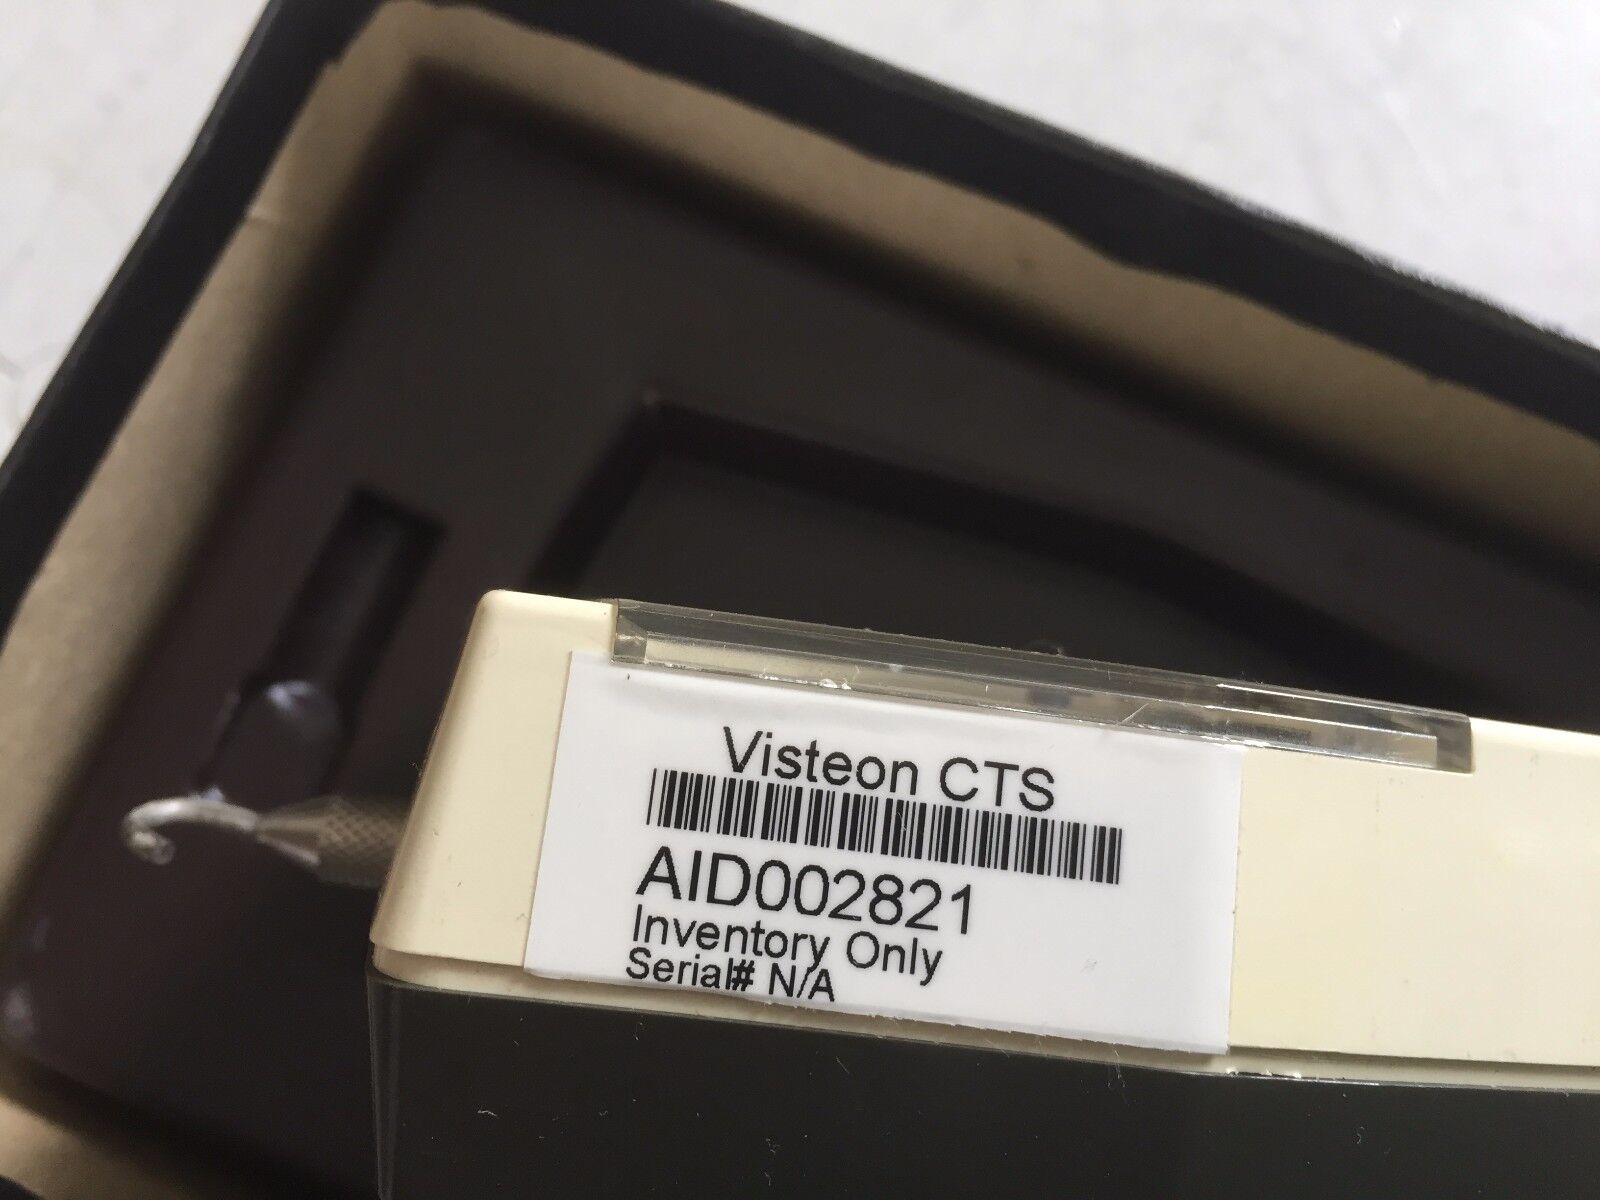 Visteon CTS
AID002821
Inventory Only
Serial# N/A